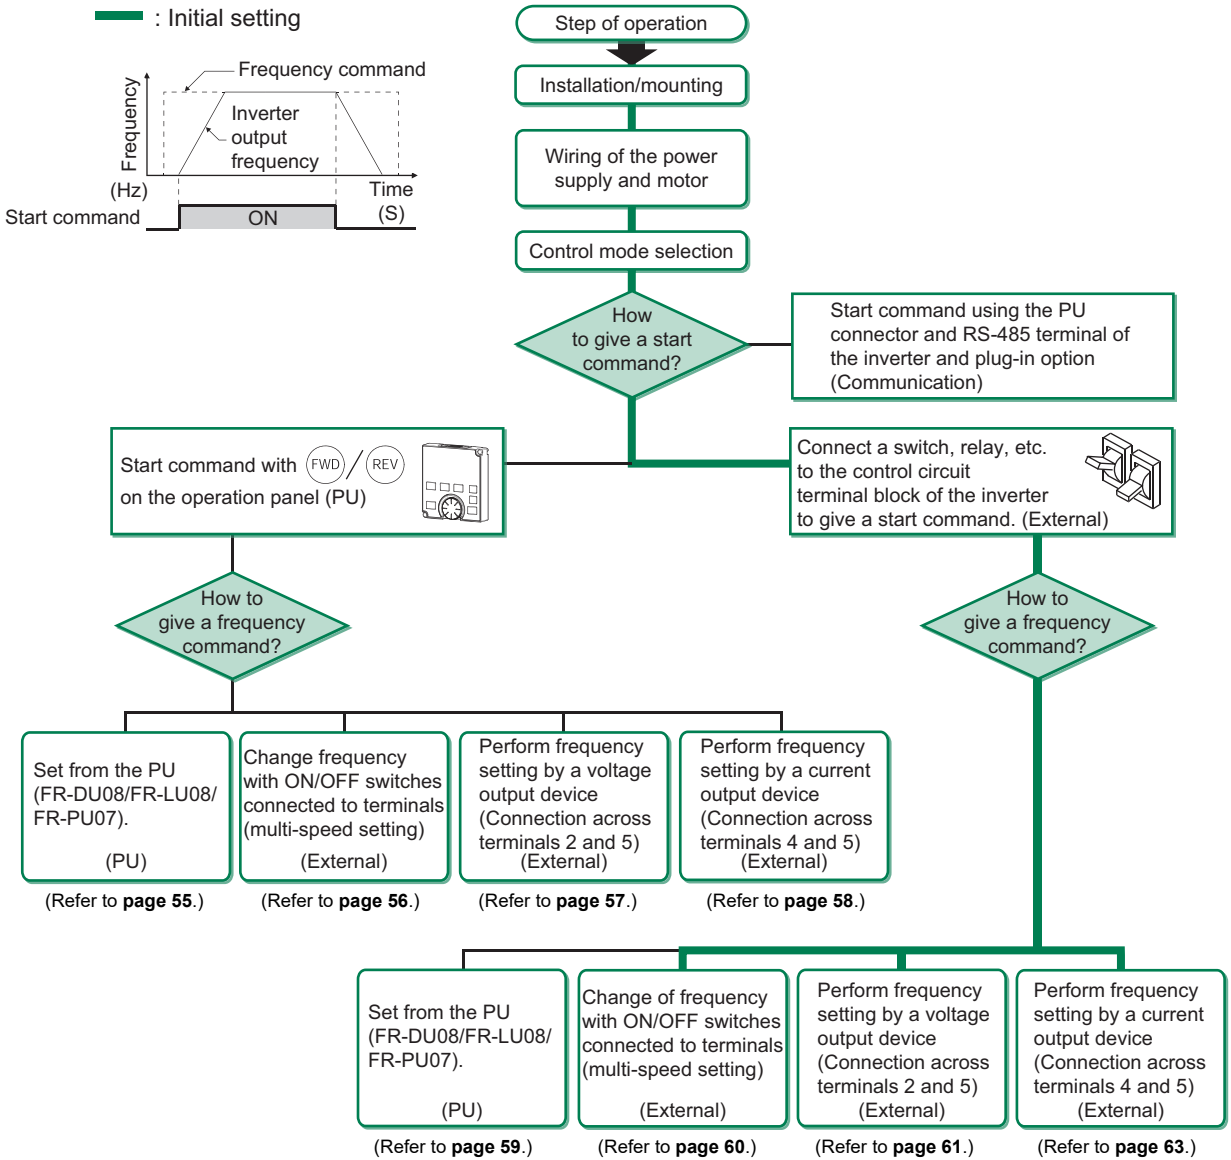 : Initial setting
Frequency command
Inverter
output
frequency
Frequency
(Hz)
Time
(S)
Start command
ON
Step of operation
Installation/mounting
Wiring of the power
supply and motor
Control mode selection
How
to give a start
command?
Start command using the PU
connector and RS-485 terminal of
the inverter and plug-in option
(Communication)
Start command with FWD / REV
on the operation panel (PU)
Connect a switch, relay, etc.
to the control circuit
terminal block of the inverter
to give a start command. (External)
How to
give a frequency
command?
How to
give a frequency
command?
Set from the PU
(FR-DU08/FR-LU08/
FR-PU07).
(PU)
(Refer to page 55.)
Change frequency
with ON/OFF switches
connected to terminals
(multi-speed setting)
(External)
(Refer to page 56.)
Perform frequency
setting by a voltage
output device
(Connection across
terminals 2 and 5)
(External)
(Refer to page 57.)
Perform frequency
setting by a current
output device
(Connection across
terminals 4 and 5)
(External)
(Refer to page 58.)
Set from the PU
(FR-DU08/FR-LU08/
FR-PU07).
(PU)
(Refer to page 59.)
Change of frequency
with ON/OFF switches
connected to terminals
(multi-speed setting)
(External)
(Refer to page 60.)
Perform frequency
setting by a voltage
output device
(Connection across
terminals 2 and 5)
(External)
(Refer to page 61.)
Perform frequency
setting by a current
output device
(Connection across
terminals 4 and 5)
(External)
(Refer to page 63.)